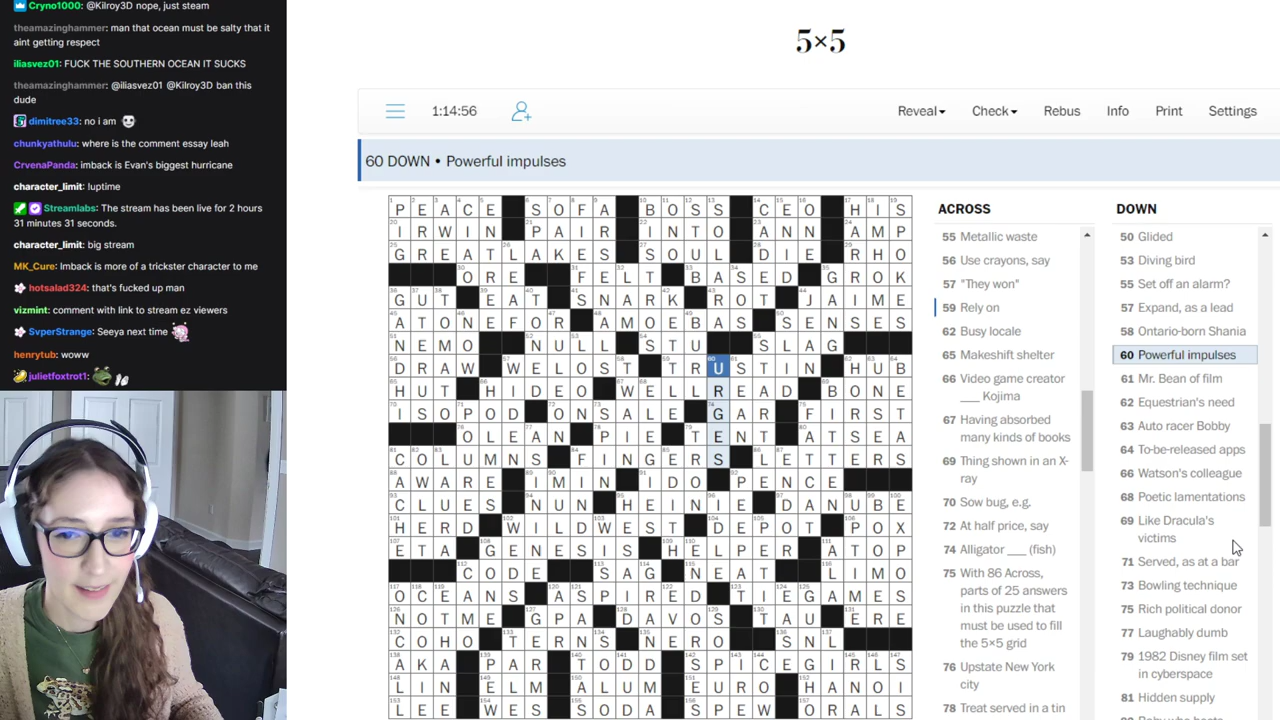 Cryno1000: @Kilroy3D nope, just steam
theamazinghammer: man that ocean must be salty that it
aint getting respect
iliasvez01: FUCK THE SOUTHERN OCEAN IT SUCKS
theamazinghammer: @iliasvez01 @Kilroy3D ban this
dude
dimitree33: no i am
chunkyathulu: where is the comment essay leah
CrvenaPanda: imback is Evan's biggest hurricane
character_limit: !uptime
Streamlabs: The stream has been live for 2 hours
31 minutes 31 seconds.
character_limit: big stream
MK_Cure: Imback is more of a trickster character to me
hotsalad324: that's fucked up man
vizmint: comment with link to stream ez viewers
SvperStrange: Seeya next time
henrytub: woww
julietfoxtrot1:
5×5
1:14:56
Reveal
Check
Rebus
Info
Print
Settings
60 DOWN • Powerful impulses
PEACE SOFA BOSS CEO HIS
IRWIN PAIR INTO ANN AMP
GREATLAKES SOUL DIE RHO
ORE FELT BASED GROK
GUT EAT SNARK ROT JAIME
ATONEFOR AMOEBAS SENSES
NEMO NULL STU SLAG
DRAW WELOST TRUSTIN HUB
HUT HIDEO WELLREAD BONE
ISOPOD ONSALE GAR FIRST
OLEAN PIE TENT ATSEA
COLUMNS FINGERS LETTERS
AWARE IMIN IDO PENCE
CLUES NUN HEINIE DANUBE
HERD WILDWEST DEPOT POX
ETA GENESIS HELPER ATOP
CODE SAG NEAT LIMO
OCEANS ASPIRED TIEGAMES
NOTME GPA DAVOS TAU ERE
COHO TERNS NERO SNL
AKA PAR TODD SPICEGIRLS
LIN ELM ALUM EURO HANOI
LEE WES SODA SPEW ORALS
ACROSS
55 Metallic waste
56 Use crayons, say
57 "They won"
59 Rely on
62 Busy locale
65 Makeshift shelter
66 Video game creator
___ Kojima
67 Having absorbed
many kinds of books
69 Thing shown in an X-
ray
70 Sow bug, e.g.
72 At half price, say
74 Alligator ___ (fish)
75 With 86 Across,
parts of 25 answers
in this puzzle that
must be used to fill
the 5×5 grid
76 Upstate New York
city
78 Treat served in a tin
DOWN
50 Glided
53 Diving bird
55 Set off an alarm?
57 Expand, as a lead
58 Ontario-born Shania
60 Powerful impulses
61 Mr. Bean of film
62 Equestrian's need
63 Auto racer Bobby
64 To-be-released apps
66 Watson's colleague
68 Poetic lamentations
69 Like Dracula's
victims
71 Served, as at a bar
73 Bowling technique
75 Rich political donor
77 Laughably dumb
79 1982 Disney film set
in cyberspace
81 Hidden supply